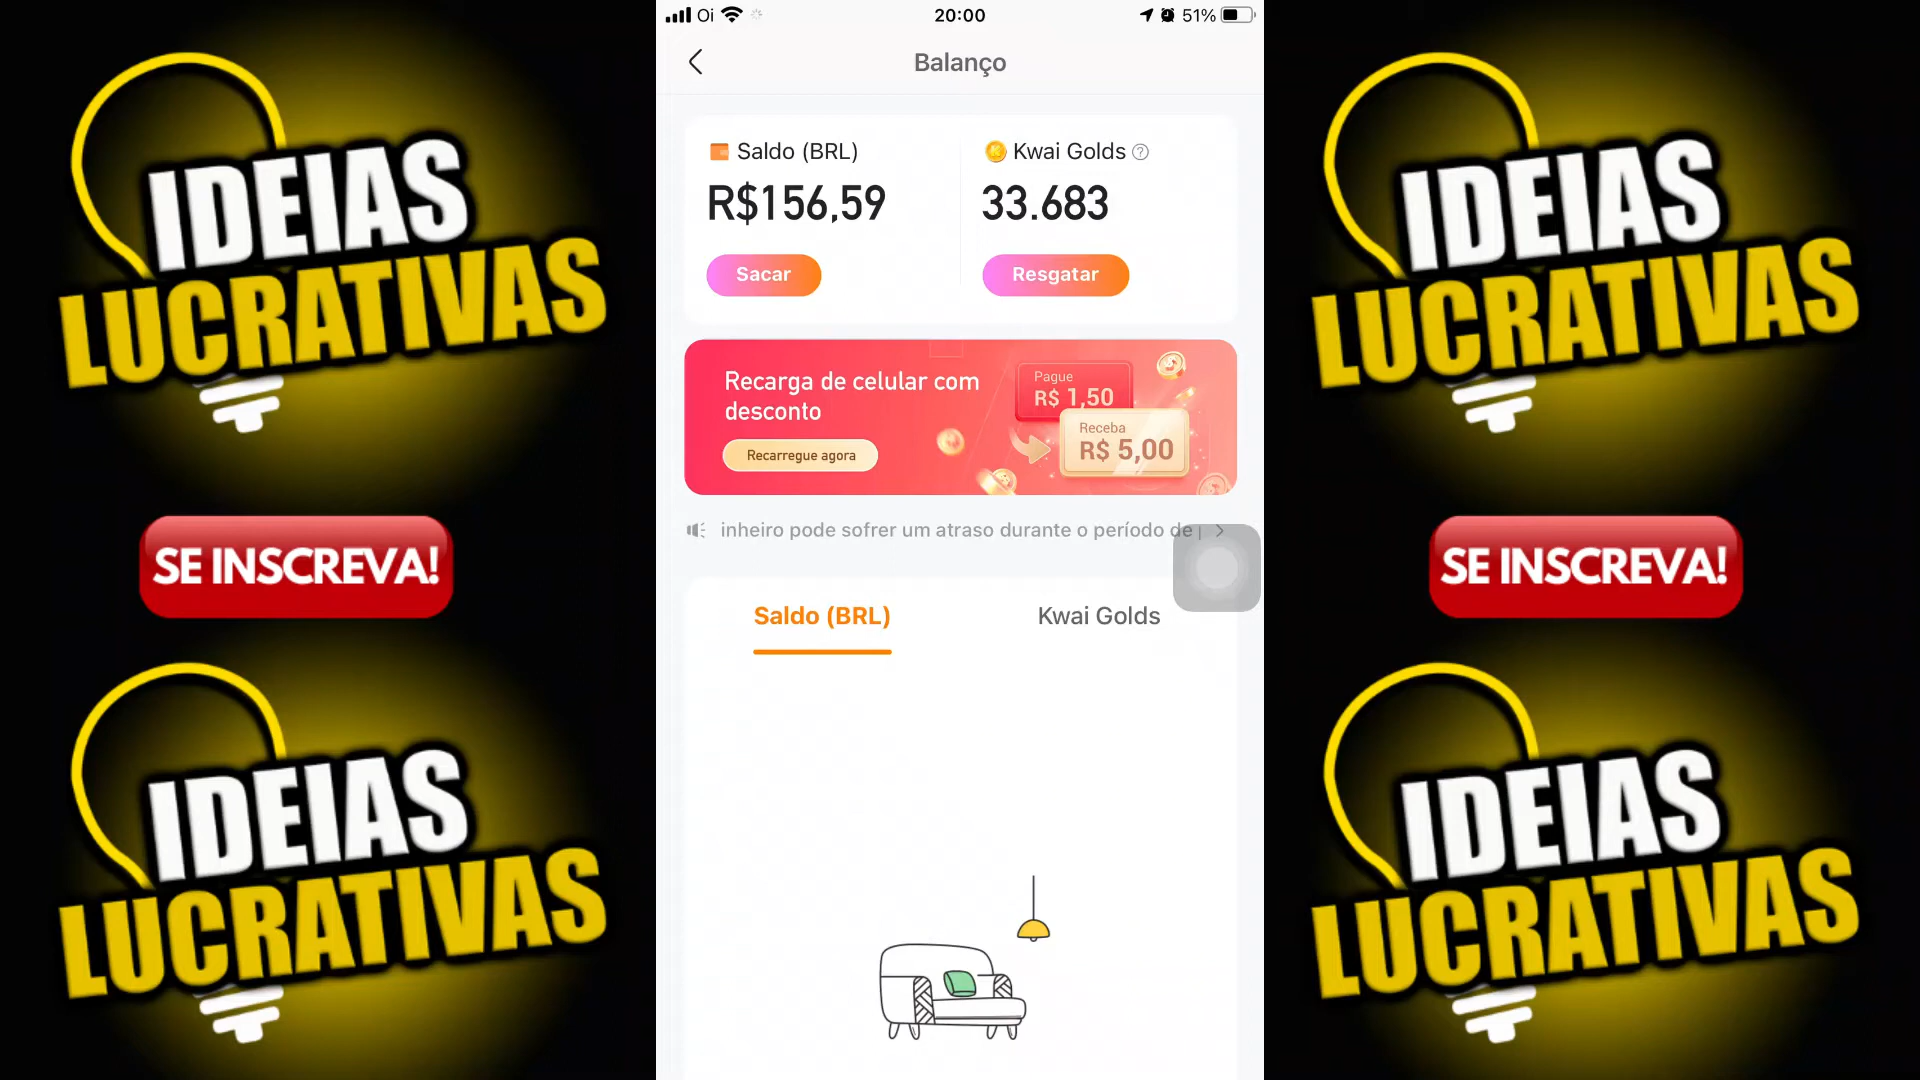 IDEIAS
LUCRATIVAS
SE INSCREVA!
IDEIAS
LUCRATIVAS
Oi
20:00
51%
Balanço
Saldo (BRL)
R$156,59
Sacar
Kwai Golds
33.683
Resgatar
Recarga de celular com
desconto
Recarregue agora
Pague
R$ 1,50
Receba
R$ 5,00
inheiro pode sofrer um atraso durante o período de
Saldo (BRL)
Kwai Golds
IDEIAS
LUCRATIVAS
SE INSCREVA!
IDEIAS
LUCRATIVAS